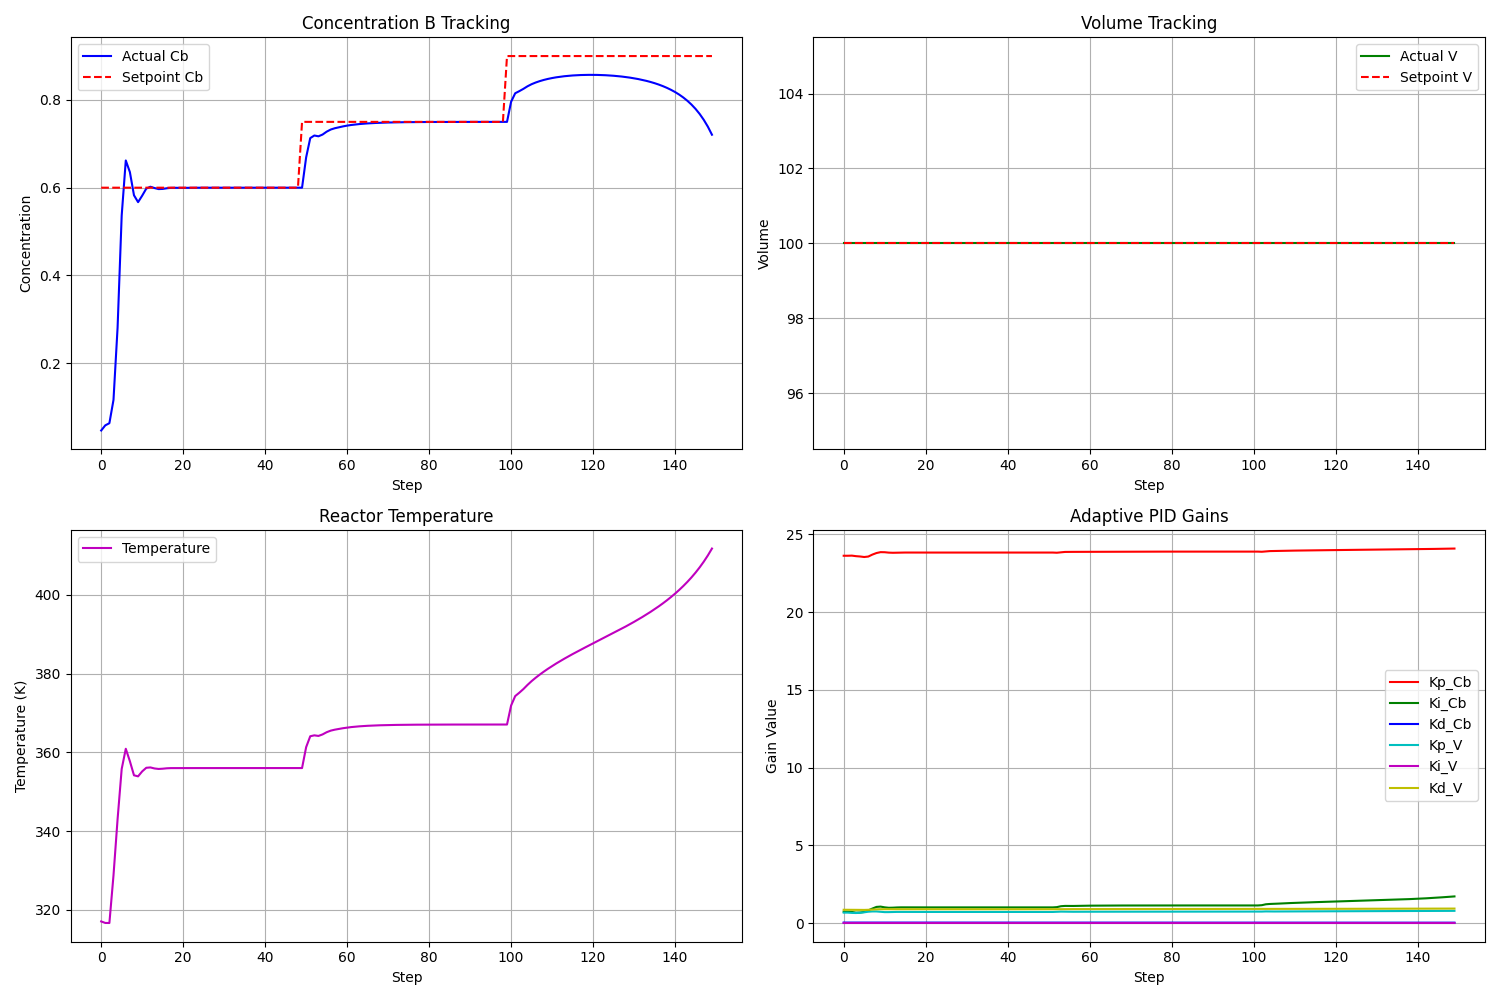 Concentration B Tracking
Actual Cb
Setpoint Cb
Concentration
0.8
0.6
0.4
0.2
0 20 40 60 80 100 120 140
Step
Volume Tracking
Actual V
Setpoint V
Volume
104
102
100
98
96
0 20 40 60 80 100 120 140
Step
Reactor Temperature
Temperature
Temperature (K)
400
380
360
340
320
0 20 40 60 80 100 120 140
Step
Adaptive PID Gains
Kp_Cb
Ki_Cb
Kd_Cb
Kp_V
Ki_V
Kd_V
Gain Value
25
20
15
10
5
0
0 20 40 60 80 100 120 140
Step